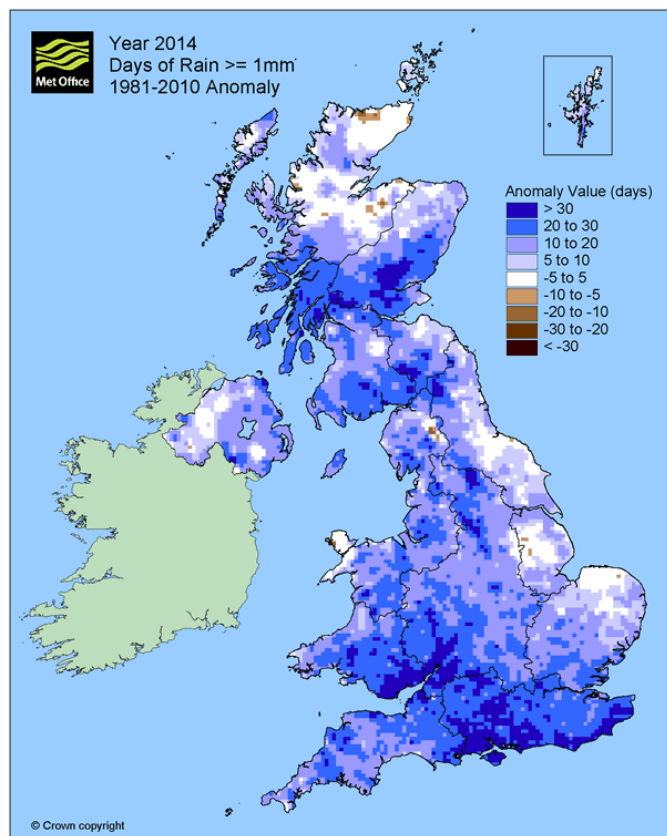 Met Office
Year 2014
Days of Rain >= 1mm
1981-2010 Anomaly
Anomaly Value (days)
> 30
20 to 30
10 to 20
5 to 10
-5 to 5
-10 to -5
-20 to -10
-30 to -20
< -30
© Crown copyright